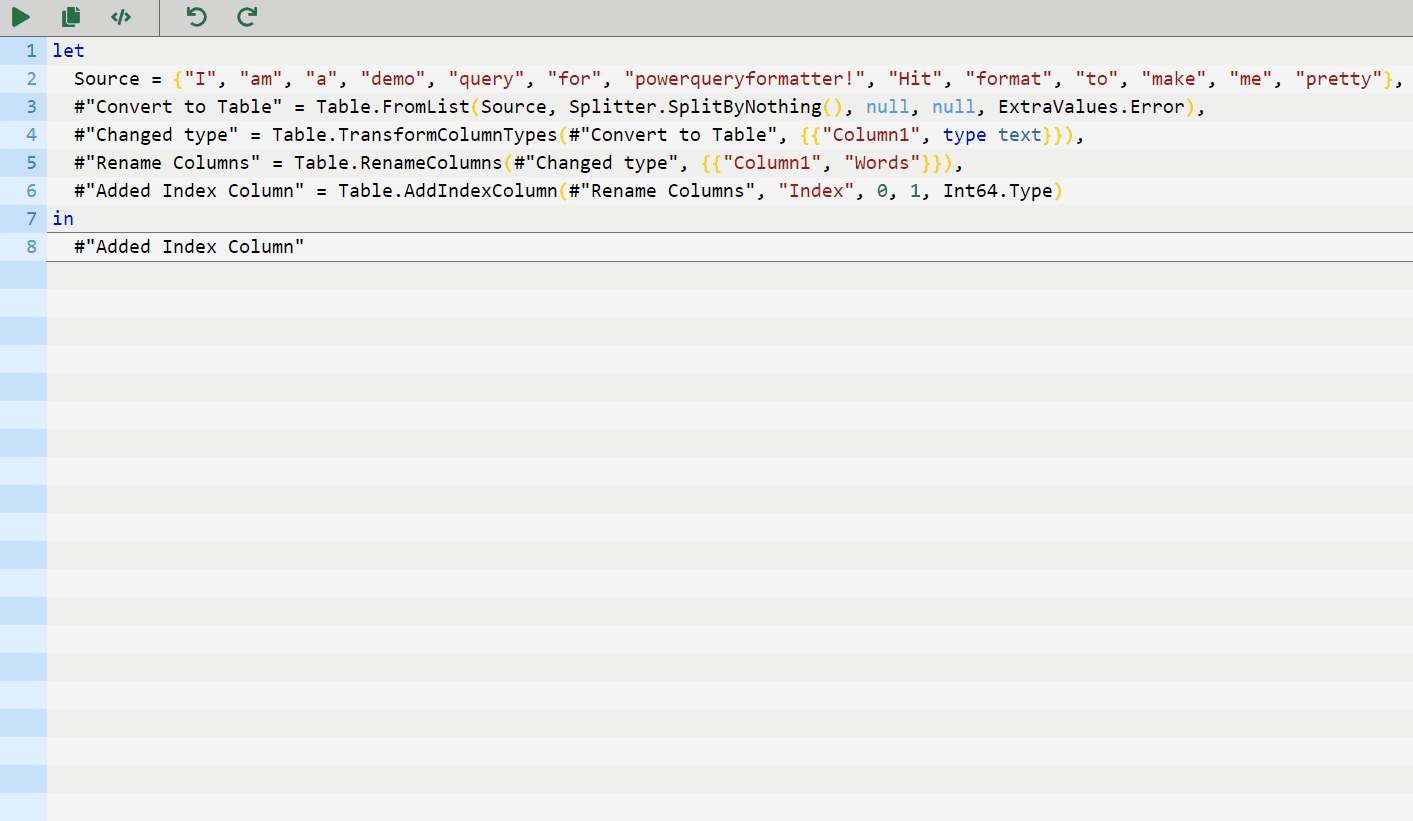 1 let
2   Source = {"I", "am", "a", "demo", "query", "for", "powerqueryformatter!", "Hit", "format", "to", "make", "me", "pretty"},
3   #"Convert to Table" = Table.FromList(Source, Splitter.SplitByNothing(), null, null, ExtraValues.Error),
4   #"Changed type" = Table.TransformColumnTypes(#"Convert to Table", {{"Column1", type text}}),
5   #"Rename Columns" = Table.RenameColumns(#"Changed type", {{"Column1", "Words"}}),
6   #"Added Index Column" = Table.AddIndexColumn(#"Rename Columns", "Index", 0, 1, Int64.Type)
7 in
8   #"Added Index Column"